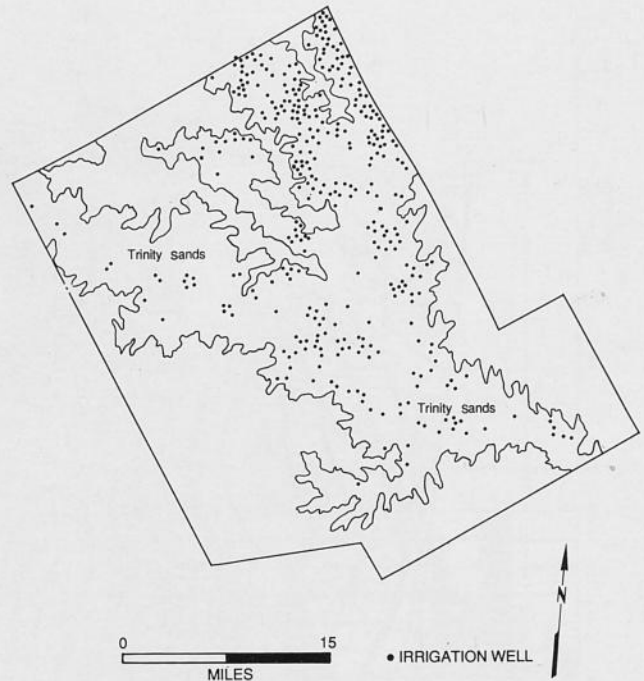 Trinity sands
Trinity sands
N
0 15
MILES
• IRRIGATION WELL